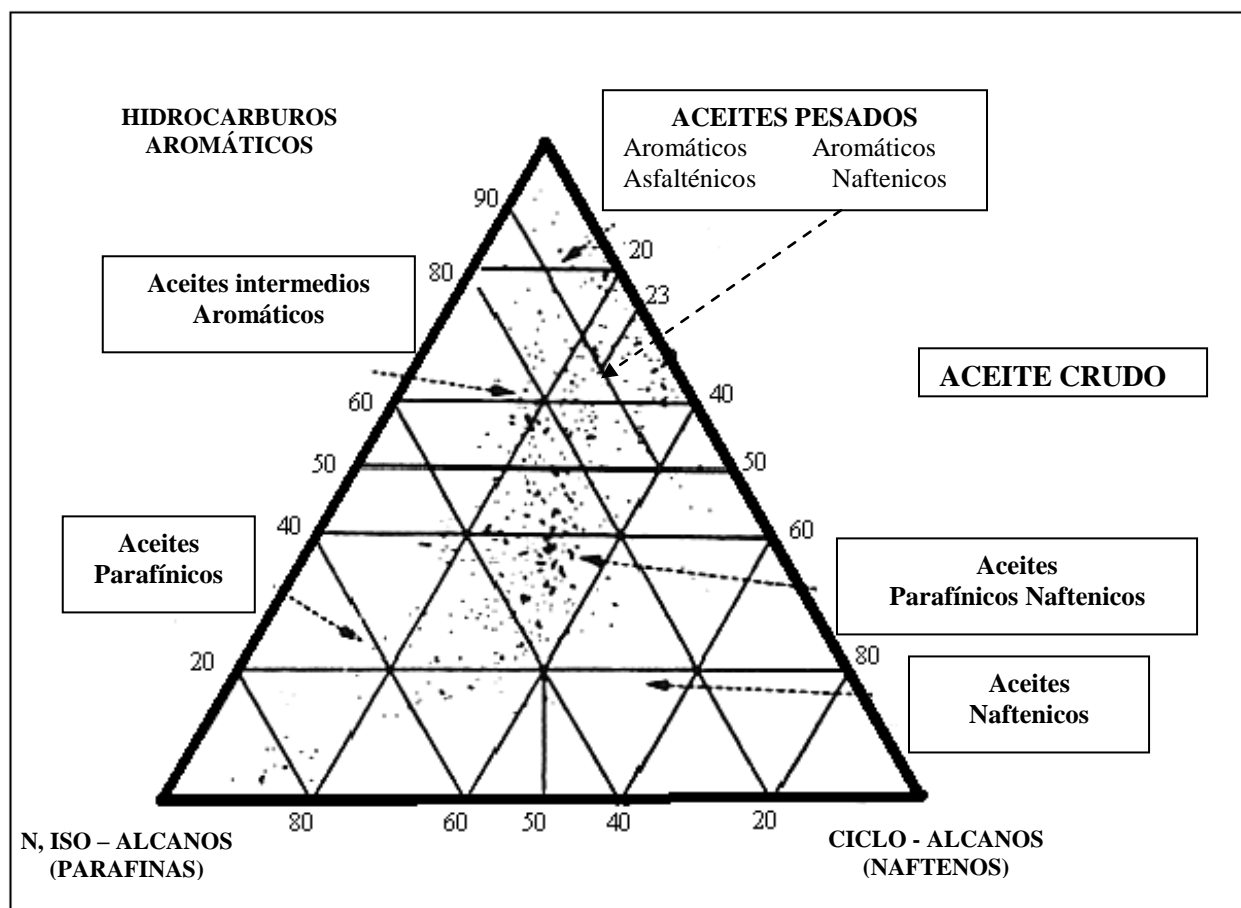 HIDROCARBUROS
AROMÁTICOS
ACEITES PESADOS
Aromáticos Aromáticos
Asfalténicos Naftenicos
90
80
20
23
Aceites intermedios
Aromáticos
ACEITE CRUDO
60
40
50
50
40
60
Aceites
Parafínicos
Aceites
Parafínicos Naftenicos
20
80
Aceites
Naftenicos
80
60
50
40
20
N, ISO – ALCANOS
(PARAFINAS)
CICLO - ALCANOS
(NAFTENOS)